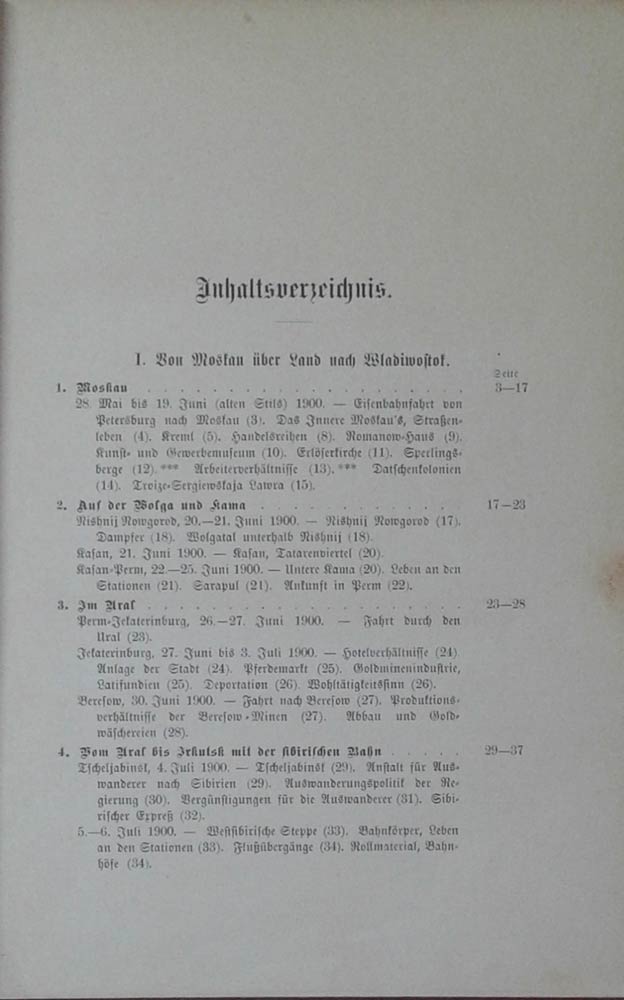 Inhaltsverzeichnis.
I. Von Moskau über Land nach Wladiwostok.
Seite
1. Moskau . . . . . . . . . . . . . . . . . . . . 3—17
28. Mai bis 19. Juni (alten Stils) 1900. — Eisenbahnfahrt von
Petersburg nach Moskau (3). Das Innere Moskau's, Straßen-
leben (4). Kreml (5). Handelsreihen (8). Romanow-Haus (9).
Kunst- und Gewerbemuseum (10). Erlöserkirche (11). Sperlings-
berge (12). *** Arbeiterverhältnisse (13). *** Datschenkolonien
(14). Troize-Sergiewskaja Lawra (15).
2. Auf der Wolga und Kama . . . . . . . . . . . . 17—23
Nishnij Nowgorod, 20.—21. Juni 1900. — Nishnij Nowgorod (17).
Dampfer (18). Wolgatal unterhalb Nishnij (18).
Kasan, 21. Juni 1900. — Kasan, Tatarenviertel (20).
Kasan-Perm, 22.—25. Juni 1900. — Untere Kama (20). Leben an den
Stationen (21). Sarapul (21). Ankunft in Perm (22).
3. Im Ural . . . . . . . . . . . . . . . . . . . . 23—28
Perm-Jekaterinburg, 26.—27. Juni 1900. — Fahrt durch den
Ural (23).
Jekaterinburg, 27. Juni bis 3. Juli 1900. — Hotelverhältnisse (24).
Anlage der Stadt (24). Pferdemarkt (25). Goldminenindustrie,
Latifundien (25). Deportation (26). Wohltätigkeitssinn (26).
Beresow, 30. Juni 1900. — Fahrt nach Beresow (27). Produktions-
verhältnisse der Beresow-Minen (27). Abbau und Gold-
wäschereien (28).
4. Vom Ural bis Irkutsk mit der sibirischen Bahn . . . . . 29—37
Tscheljabinsk, 4. Juli 1900. — Tscheljabinsk (29). Anstalt für Aus-
wanderer nach Sibirien (29). Auswanderungspolitik der Re-
gierung (30). Vergünstigungen für die Auswanderer (31). Sibi-
rischer Expreß (32).
5.—6. Juli 1900. — Westsibirische Steppe (33). Bahnkörper, Leben
an den Stationen (33). Flußübergänge (34). Rollmaterial, Bahn-
höfe (34).